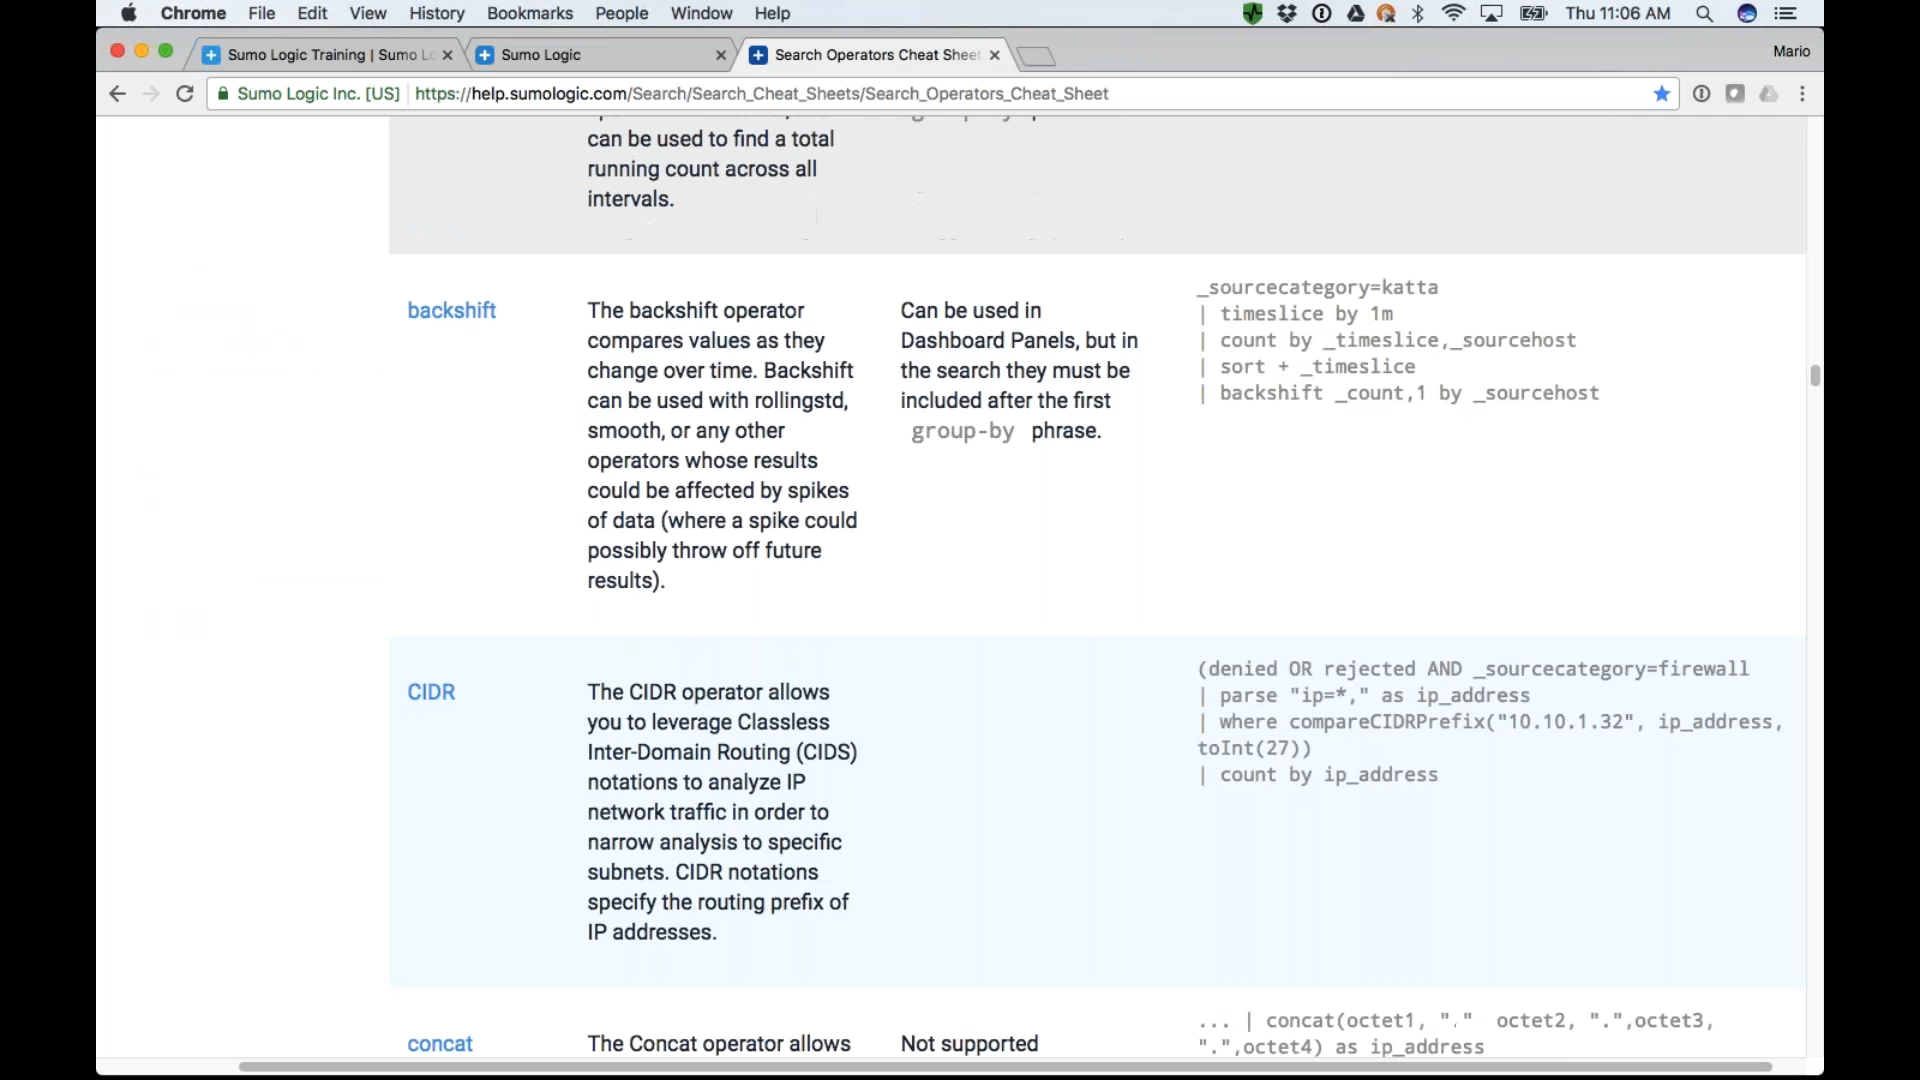 Chrome File Edit View History Bookmarks People Window Help Thu 11:06 AM
Sumo Logic Training | Sumo Lo
Sumo Logic
Search Operators Cheat Sheet
Mario
Sumo Logic Inc. [US] https://help.sumologic.com/Search/Search_Cheat_Sheets/Search_Operators_Cheat_Sheet
can be used to find a total
running count across all
intervals.
backshift
The backshift operator
compares values as they
change over time. Backshift
can be used with rollingstd,
smooth, or any other
operators whose results
could be affected by spikes
of data (where a spike could
possibly throw off future
results).
Can be used in
Dashboard Panels, but in
the search they must be
included after the first
group-by phrase.
_sourcecategory=katta
| timeslice by 1m
| count by _timeslice,_sourcehost
| sort + _timeslice
| backshift _count,1 by _sourcehost
CIDR
The CIDR operator allows
you to leverage Classless
Inter-Domain Routing (CIDS)
notations to analyze IP
network traffic in order to
narrow analysis to specific
subnets. CIDR notations
specify the routing prefix of
IP addresses.
(denied OR rejected AND _sourcecategory=firewall
| parse "ip=*," as ip_address
| where compareCIDRPrefix("10.10.1.32", ip_address,
toInt(27))
| count by ip_address
concat
The Concat operator allows
Not supported
... | concat(octet1, "." octet2, ".",octet3,
".",octet4) as ip_address